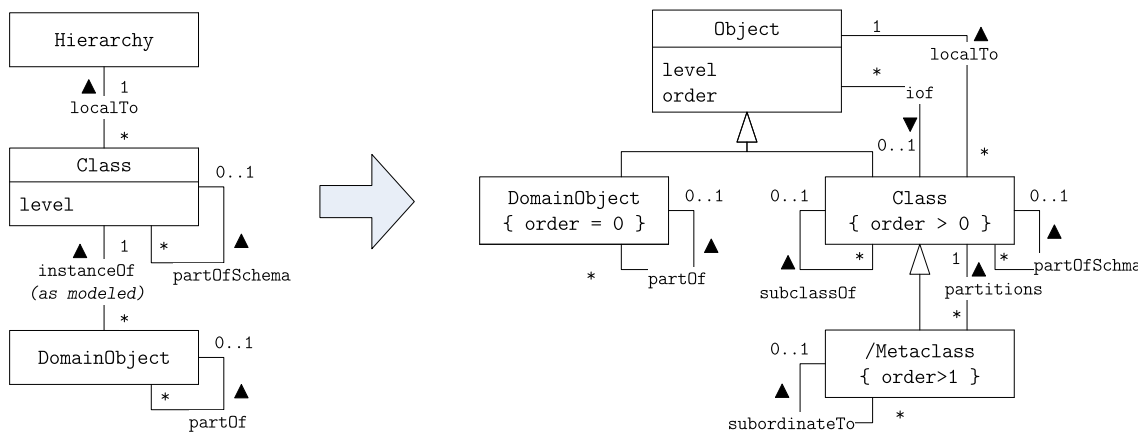 Hierarchy
1
localTo
*
Class
level
0..1
*
partOfSchema
1
instanceOf
(as modeled)
*
DomainObject
0..1
*
partOf
Object
level
order
1
localTo
*
iof
0..1
*
DomainObject
{ order = 0 }
0..1
*
partOf
Class
{ order > 0 }
0..1
*
subclassOf
0..1
*
partOfSchma
1
partitions
*
/Metaclass
{ order>1 }
0..1
subordinateTo
*